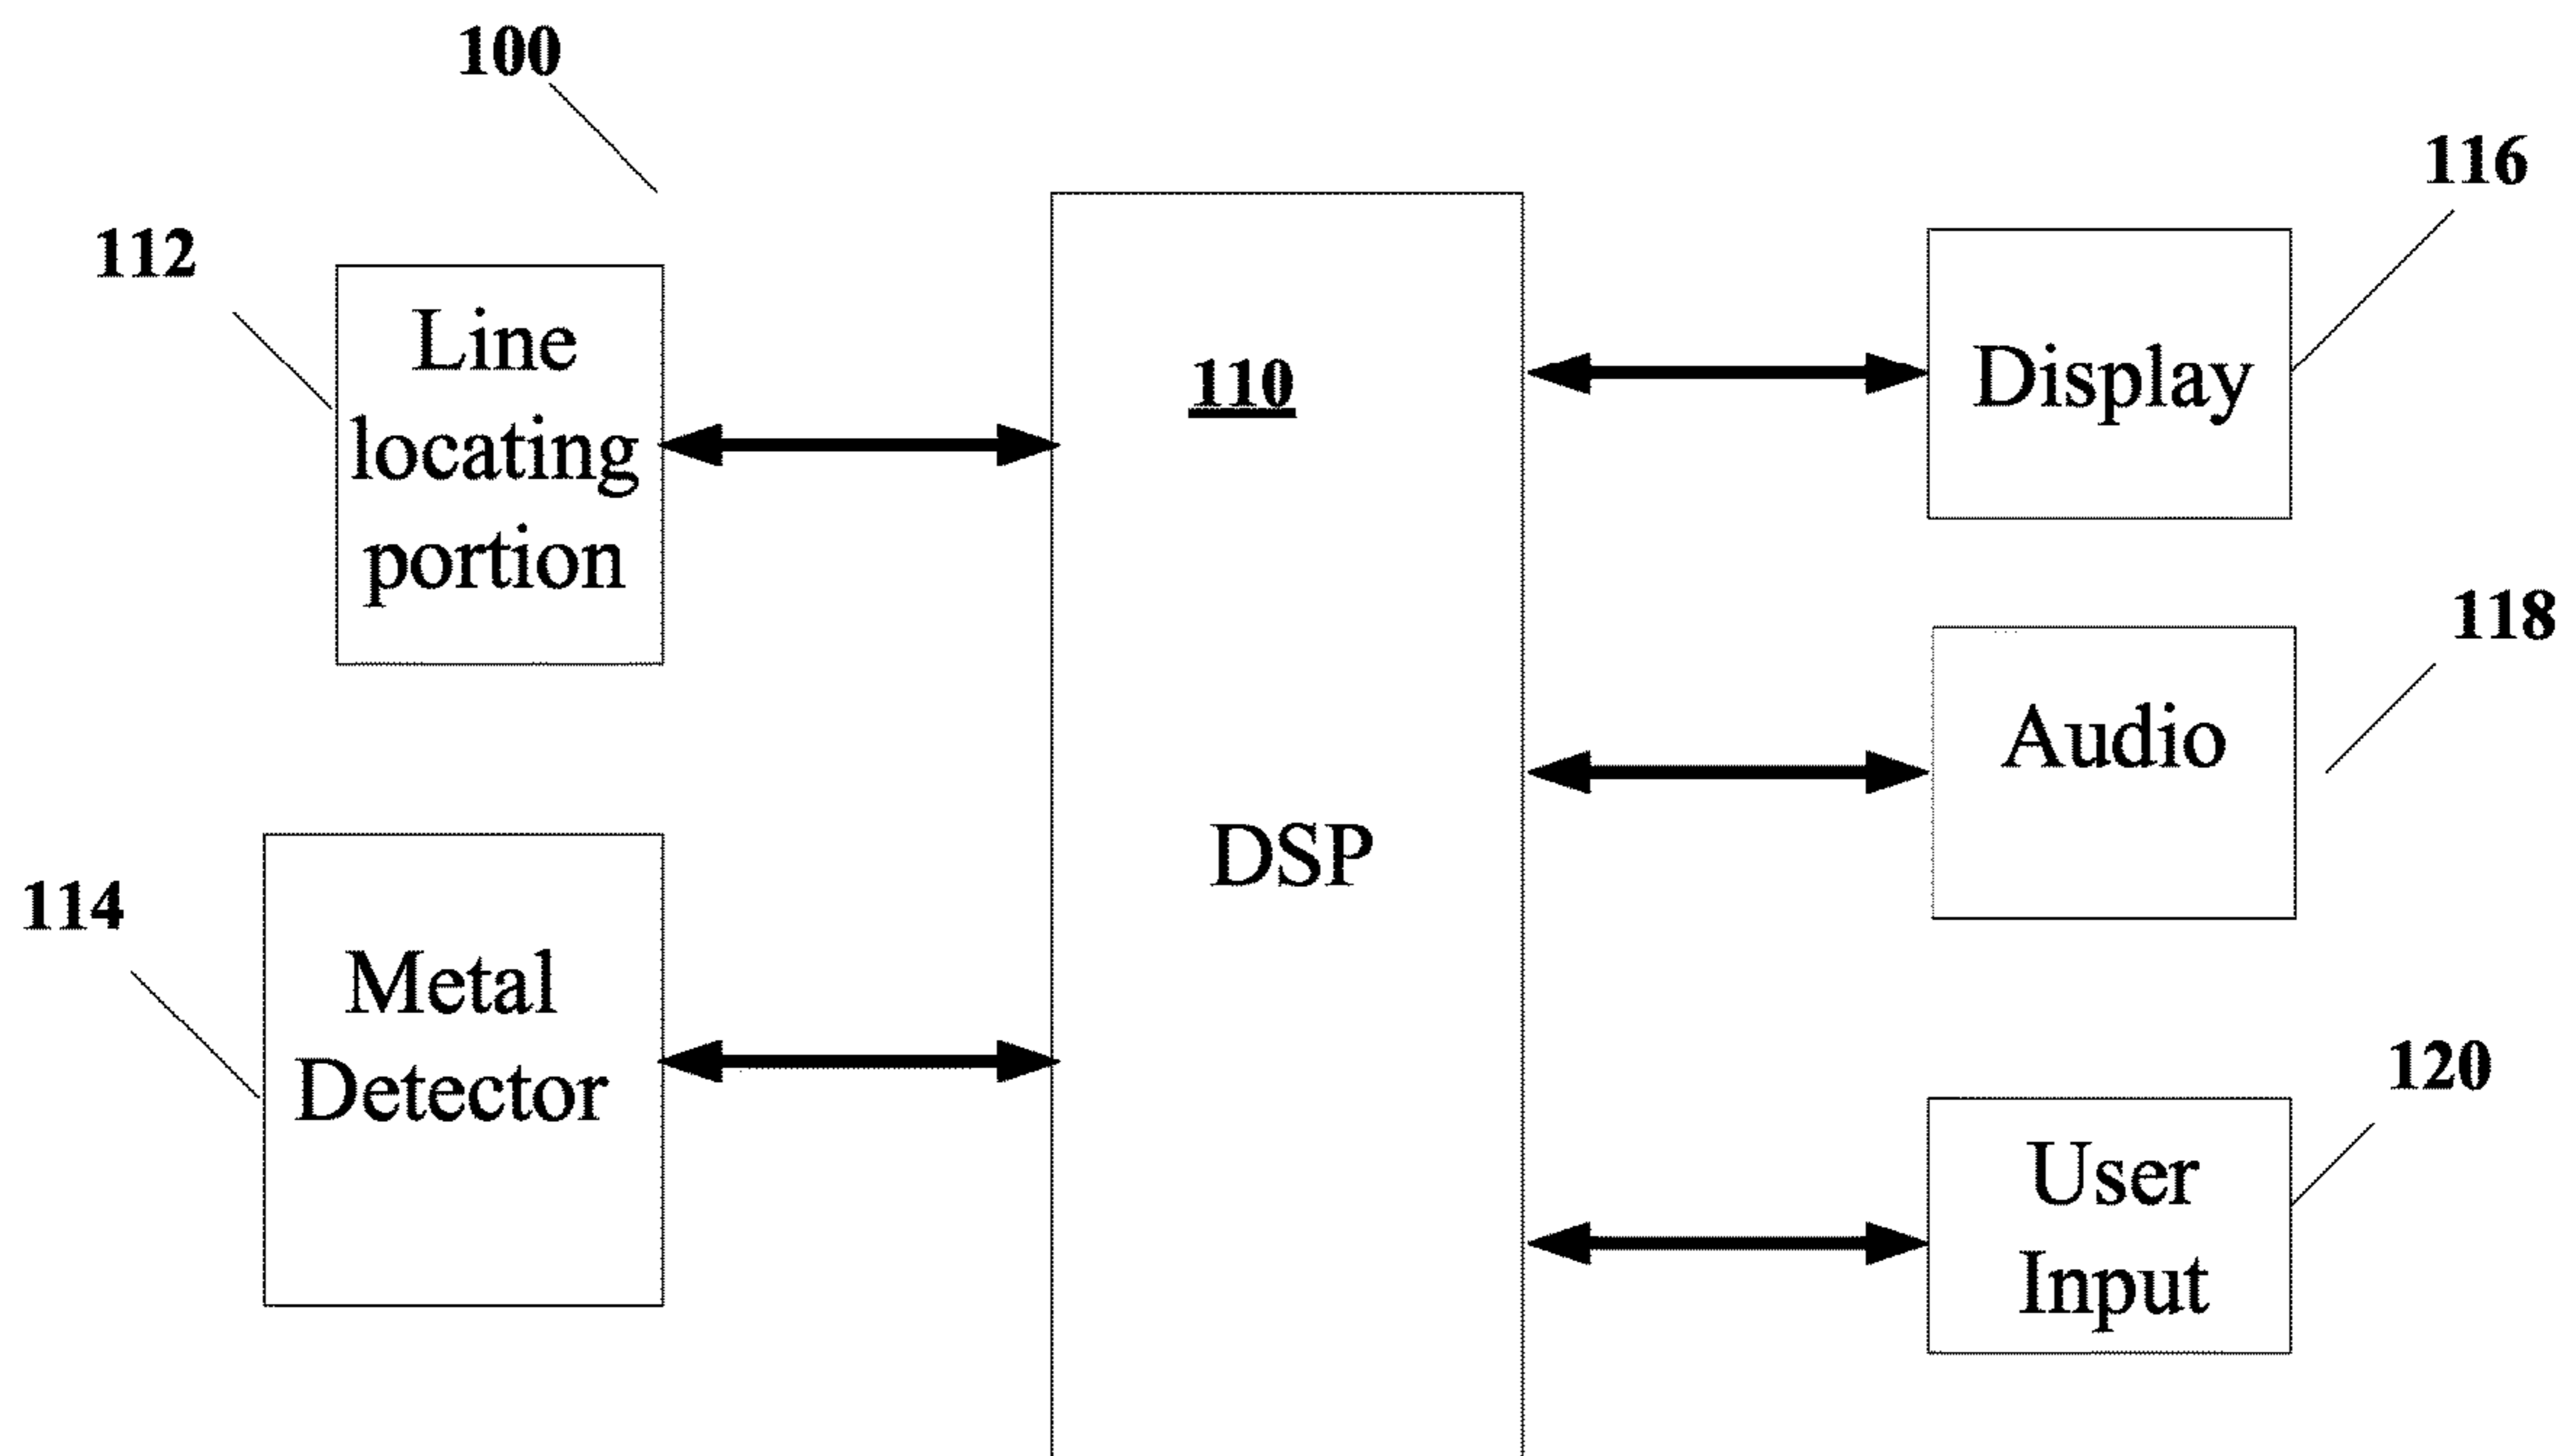 100
112
Line
locating
portion
114
Metal
Detector
110
DSP
116
Display
118
Audio
120
User
Input